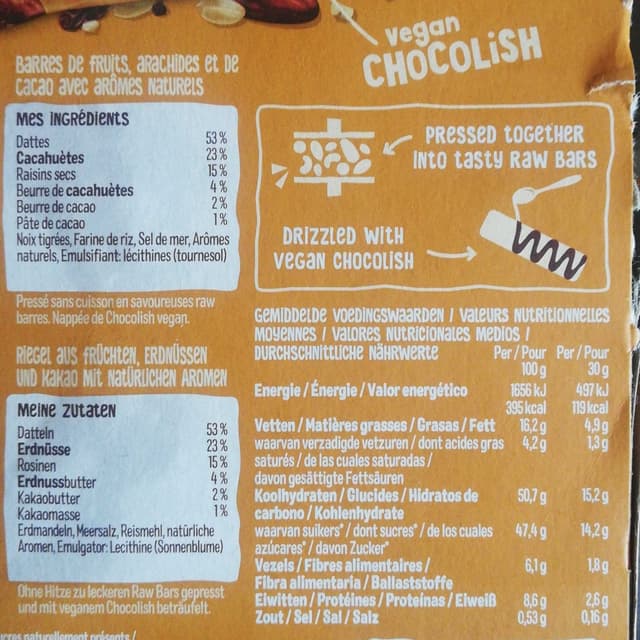 vegan
CHOCOLiSH
BARRES DE FRUITS, ARACHIDES et DE
CACAO AVEC ARÔMES NATURELS
MES INGRÉDIENTS
Dattes 53 %
Cacahuètes 23 %
Raisins secs 15 %
Beurre de cacahuètes 4 %
Beurre de cacao 2 %
Pâte de cacao 1 %
Noix tigrées, Farine de riz, Sel de mer, Arômes
naturels, Emulsifiant: lécithines (tournesol)
Pressé sans cuisson en savoureuses raw
barres. Nappée de Chocolish vegan.
RIEGEL AUS FRÜCHTEN, ERDNÜSSEN
UND KAKAO MIT NATÜRLICHEN AROMEN
MEINE ZUTATEN
Datteln 53 %
Erdnüsse 23 %
Rosinen 15 %
Erdnussbutter 4 %
Kakaobutter 2 %
Kakaomasse 1 %
Erdmandeln, Meersalz, Reismehl, natürliche
Aromen, Emulgator: Lecithine (Sonnenblume)
Ohne Hitze zu leckeren Raw Bars gepresst
und mit veganem Chocolish beträufelt.
cres naturellement présents /
PRESSED TOGETHER
INTO TASTY RAW BARS
DRIZZLED WITH
VEGAN CHOCOLISH
GEMIDDELDE VOEDINGSWAARDEN / VALEURS NUTRITIONNELLES
MOYENNES / VALORES NUTRICIONALES MEDIOS /
DURCHSCHNITTLICHE NÄHRWERTE Per / Pour Per / Pour
100 g 30 g
Energie / Énergie / Valor energético 1656 kJ 497 kJ
395 kcal 119 kcal
Vetten / Matières grasses / Grasas / Fett 16,2 g 4,9 g
waarvan verzadigde vetzuren / dont acides gras 4,2 g 1,3 g
saturés / de las cuales saturadas /
davon gesättigte Fettsäuren
Koolhydraten / Glucides / Hidratos de 50,7 g 15,2 g
carbono / Kohlenhydrate
waarvan suikers* / dont sucres* / de los cuales 47,4 g 14,2 g
azúcares* / davon Zucker*
Vezels / Fibres alimentaires / 6,1 g 1,8 g
Fibra alimentaria / Ballaststoffe
Eiwitten / Protéines / Proteínas / Eiweiß 8,6 g 2,6 g
Zout / Sel / Sal / Salz 0,53 g 0,16 g